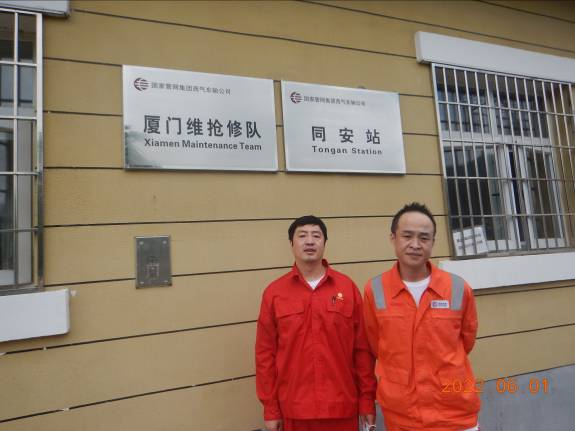 国家管网集团西气东输公司
厦门维抢修队
Xiamen Maintenance Team
国家管网集团西气东输公司
同安站
Tongan Station
2022.06.01